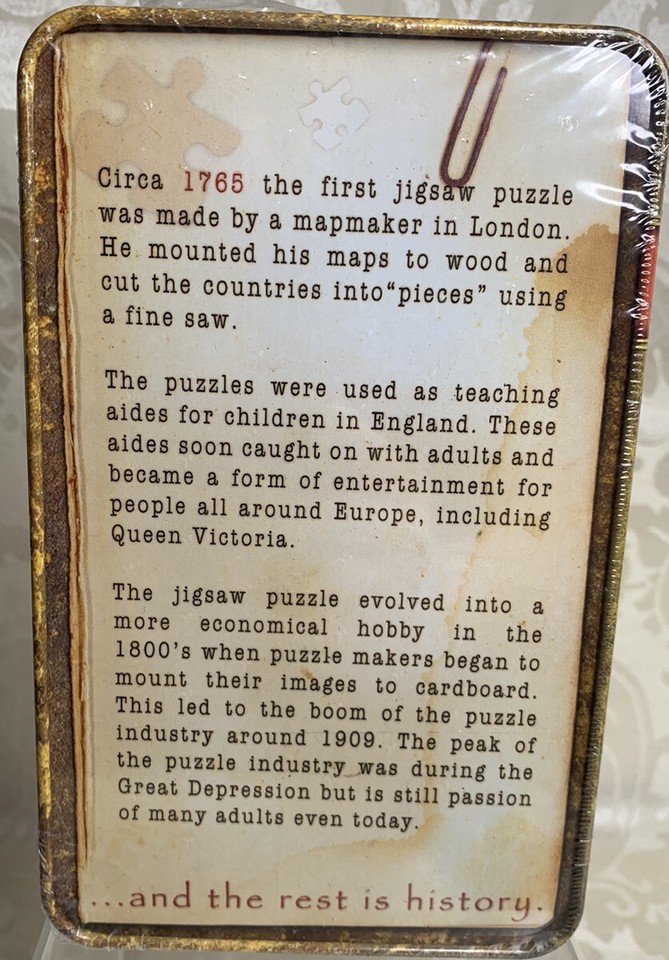 Circa 1765 the first jigsaw puzzle
was made by a mapmaker in London.
He mounted his maps to wood and
cut the countries into“pieces” using
a fine saw.
The puzzles were used as teaching
aides for children in England. These
aides soon caught on with adults and
became a form of entertainment for
people all around Europe, including
Queen Victoria.
The jigsaw puzzle evolved into a
more economical hobby in the
1800's when puzzle makers began to
mount their images to cardboard.
This led to the boom of the puzzle
industry around 1909. The peak of
the puzzle industry was during the
Great Depression but is still passion
of many adults even today.
...and the rest is history.